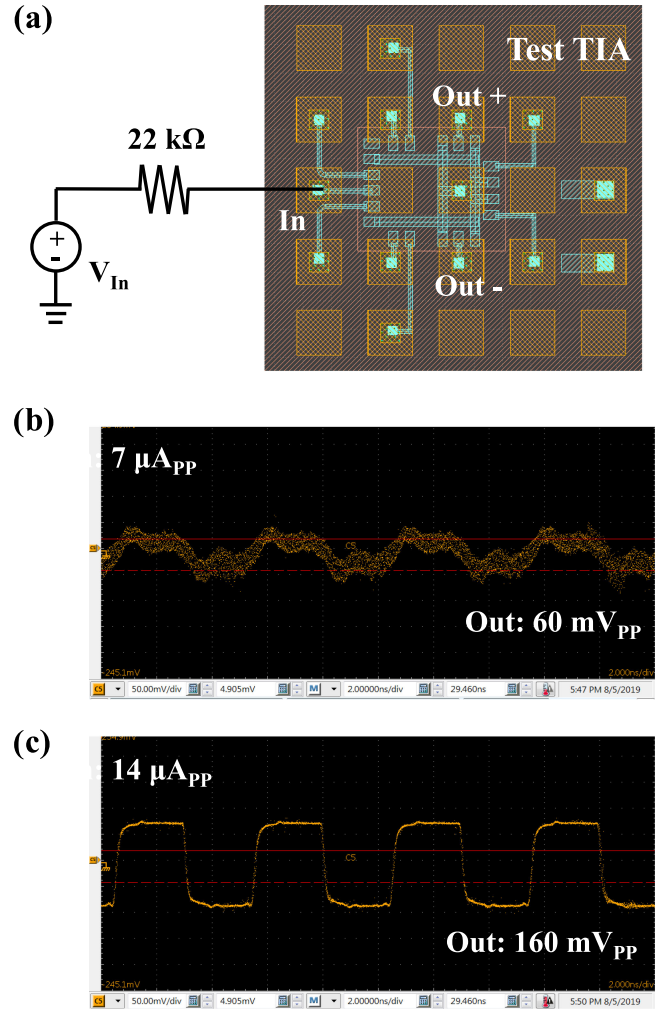 (a)
Test TIA
Out +
22 kΩ
In
+
-
V_In
Out -
(b)
: 7 µA_PP
C5
C5
Out: 60 mV_PP
-245.1mV
2.000ns/div
C5 50.00mV/div 4.905mV M 2.00000ns/div 29.460ns 5:47 PM 8/5/2019
(c)
: 14 µA_PP
C5
C5
Out: 160 mV_PP
-245.1mV
2.000ns/div
C5 50.00mV/div 4.905mV M 2.00000ns/div 29.460ns 5:50 PM 8/5/2019